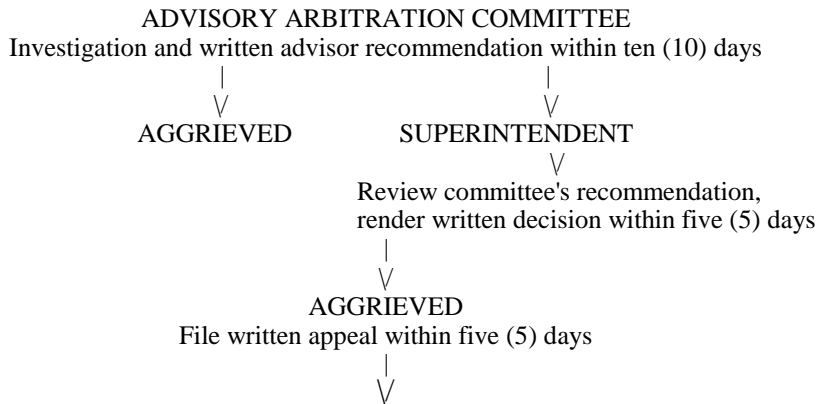 ADVISORY ARBITRATION COMMITTEE
Investigation and written advisor recommendation within ten (10) days
AGGRIEVED SUPERINTENDENT
Review committee's recommendation,
render written decision within five (5) days
AGGRIEVED
File written appeal within five (5) days